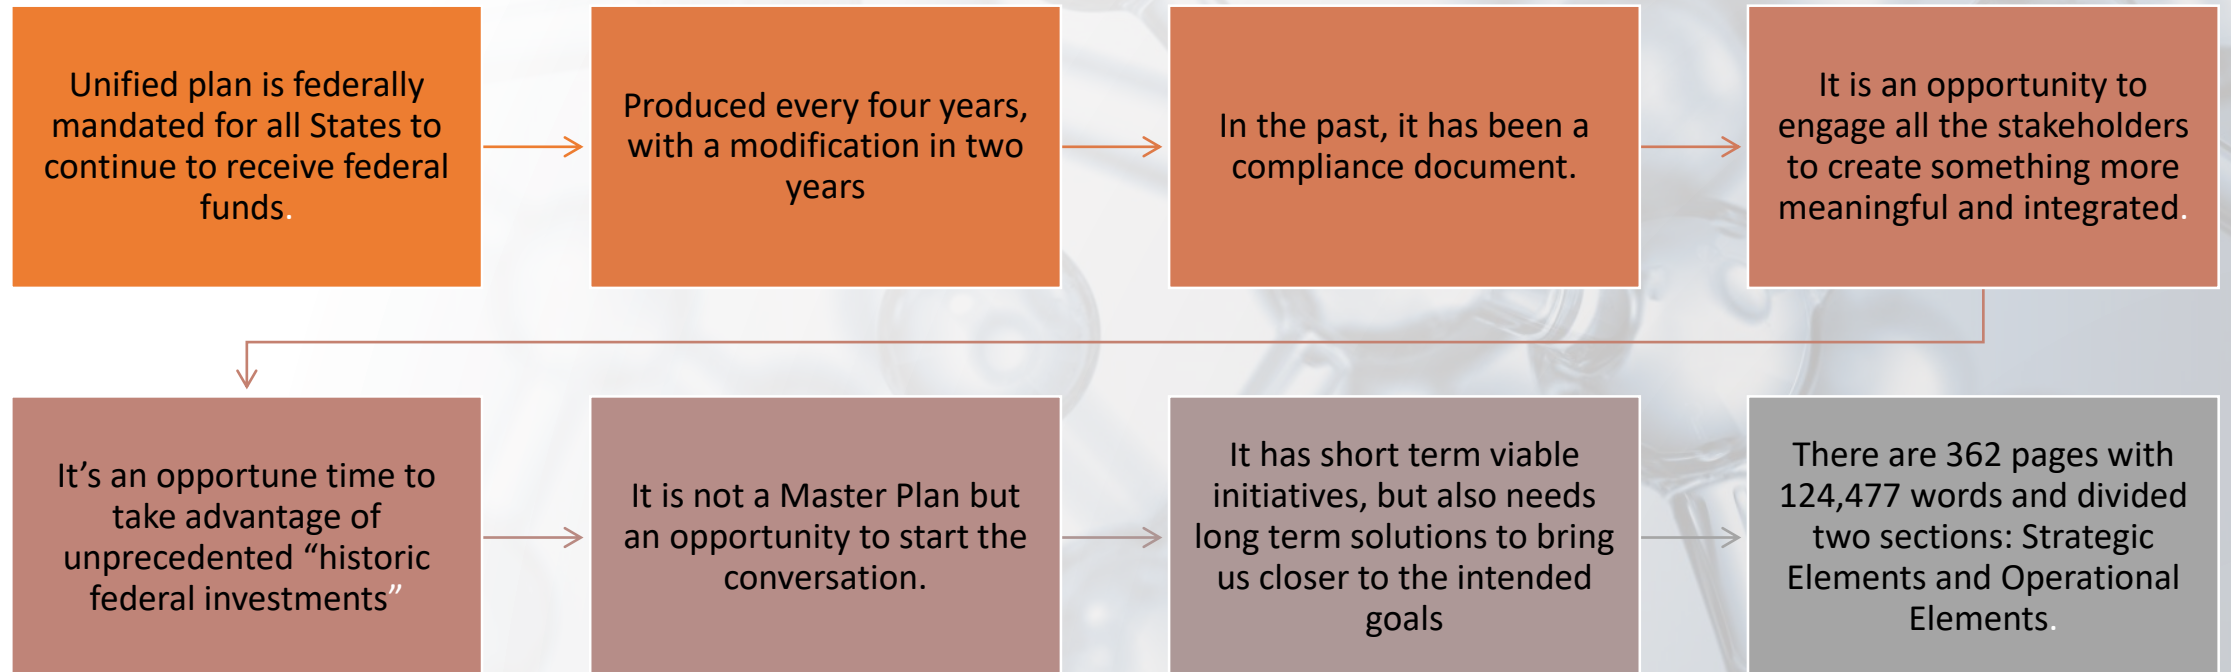 Unified plan is federally
mandated for all States to
continue to receive federal
funds.
Produced every four years,
with a modification in two
years
In the past, it has been a
compliance document.
It is an opportunity to
engage all the stakeholders
to create something more
meaningful and integrated.
It’s an opportune time to
take advantage of
unprecedented “historic
federal investments”
It is not a Master Plan but
an opportunity to start the
conversation.
It has short term viable
initiatives, but also needs
long term solutions to bring
us closer to the intended
goals
There are 362 pages with
124,477 words and divided
two sections: Strategic
Elements and Operational
Elements.